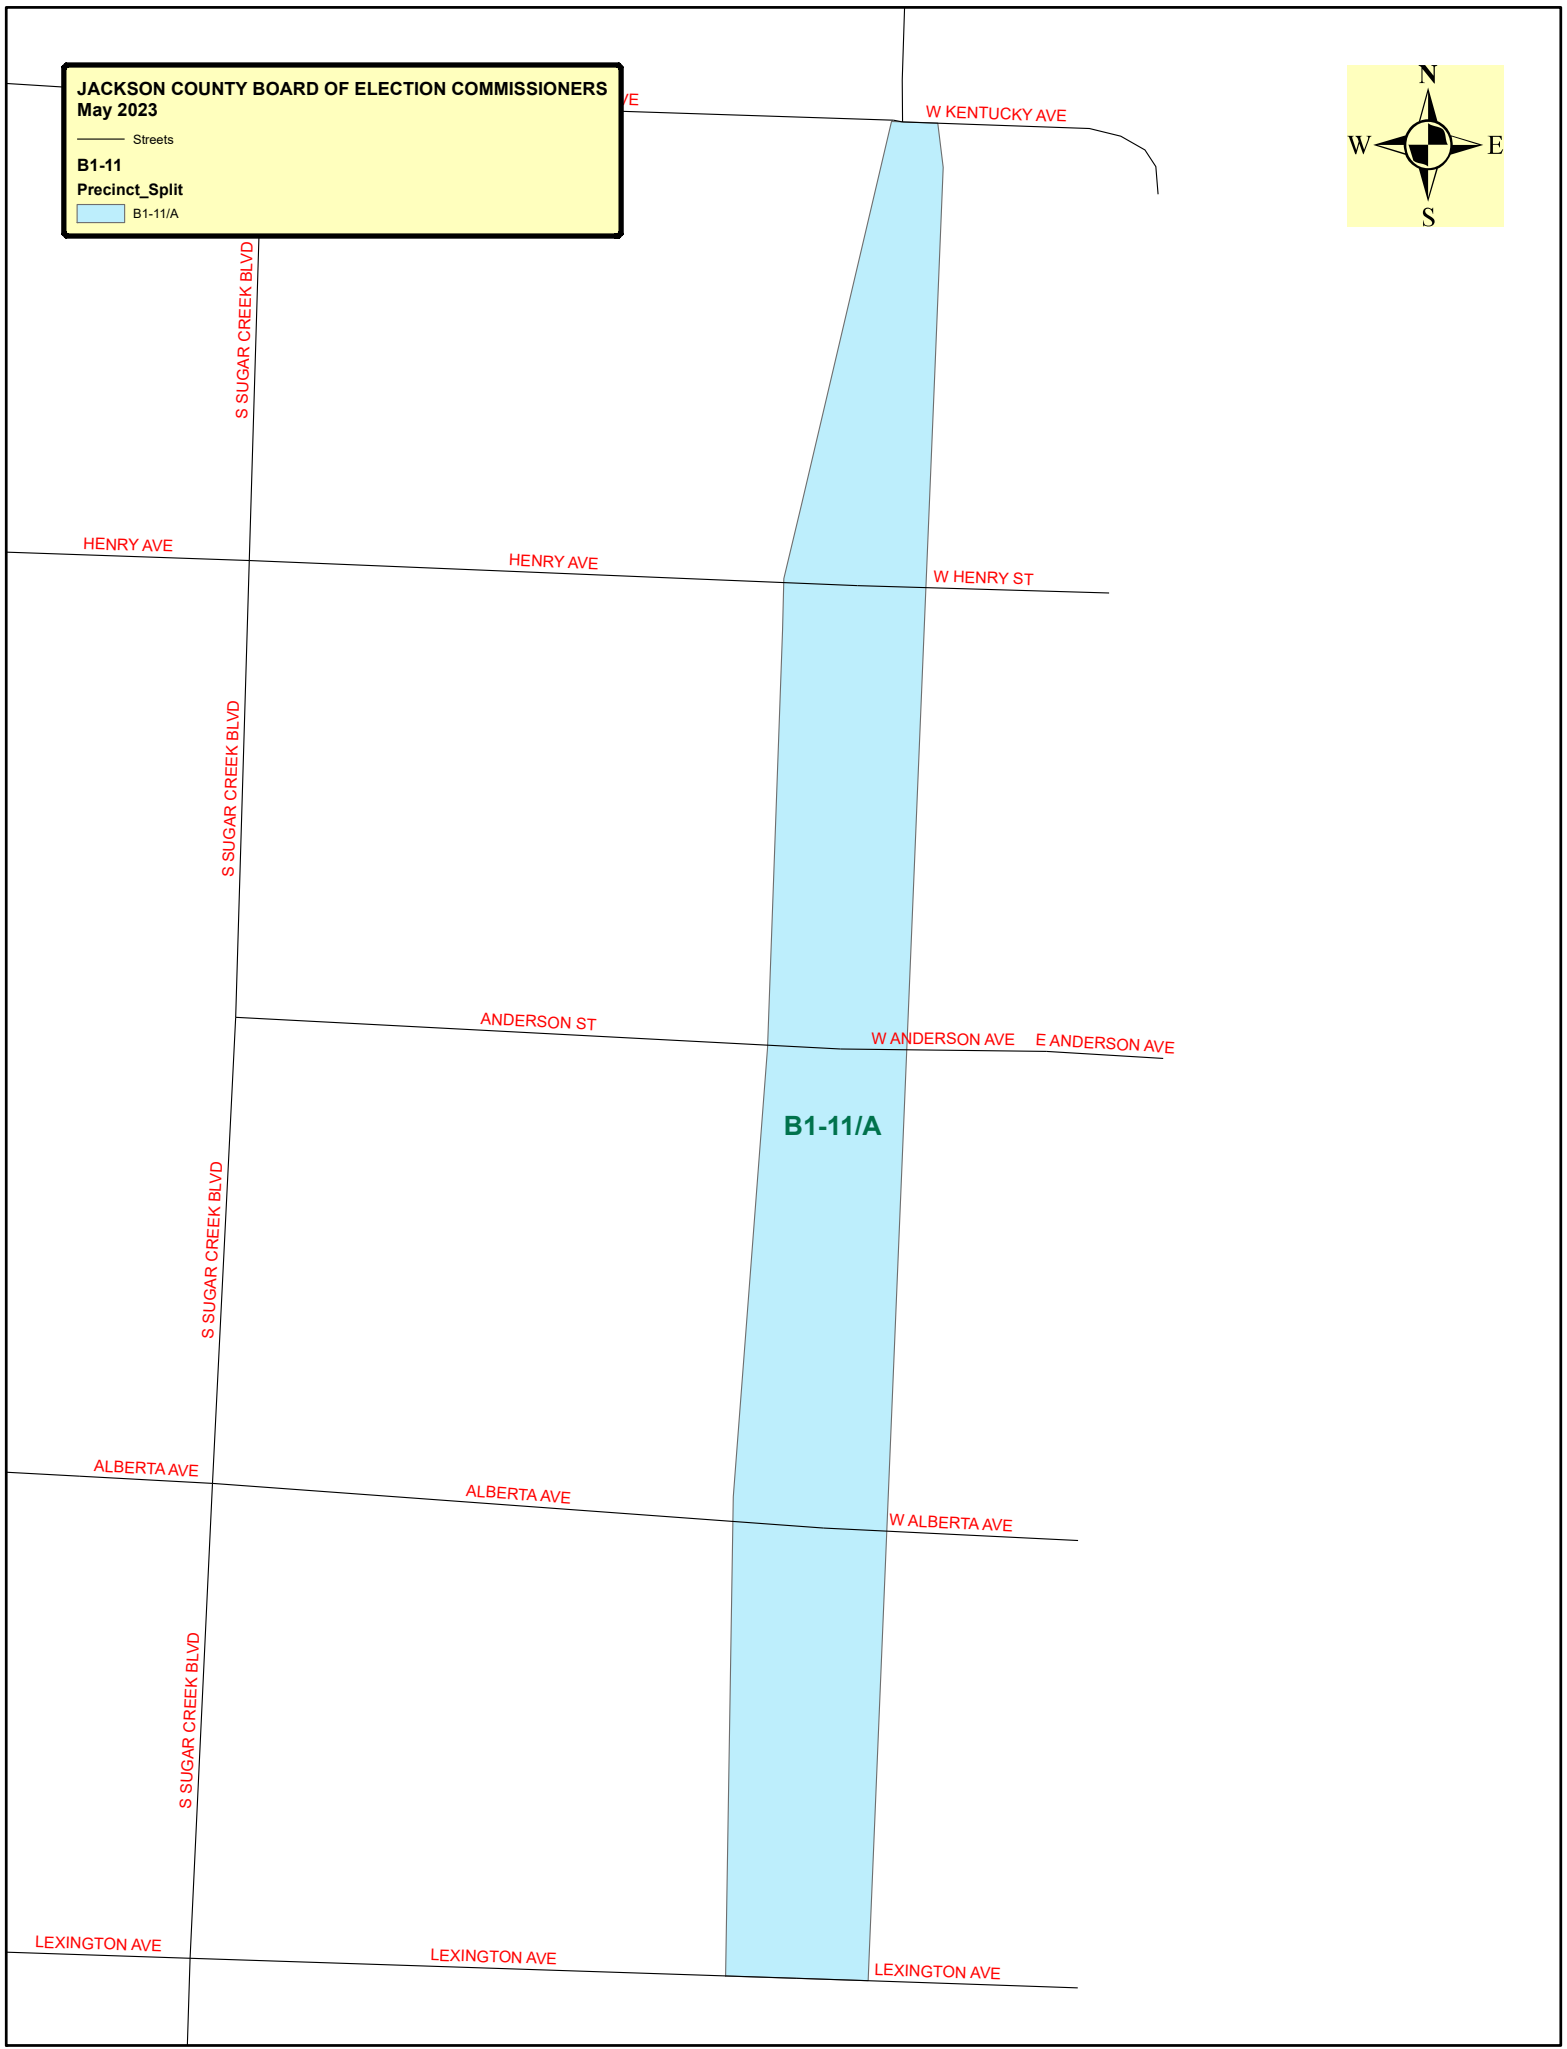 JACKSON COUNTY BOARD OF ELECTION COMMISSIONERS
May 2023
Streets
B1-11
Precinct_Split
B1-11/A
VE
W KENTUCKY AVE
N
W
E
S
S SUGAR CREEK BLVD
HENRY AVE
HENRY AVE
W HENRY ST
S SUGAR CREEK BLVD
ANDERSON ST
W ANDERSON AVE
E ANDERSON AVE
B1-11/A
S SUGAR CREEK BLVD
ALBERTA AVE
ALBERTA AVE
W ALBERTA AVE
S SUGAR CREEK BLVD
LEXINGTON AVE
LEXINGTON AVE
LEXINGTON AVE